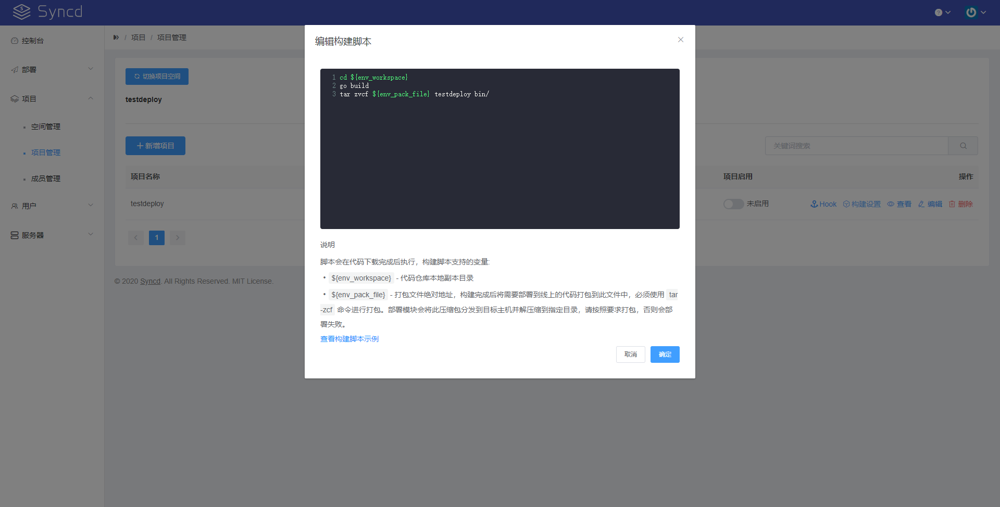 Syncd
控制台
部署
项目
空间管理
项目管理
成员管理
用户
服务器
项目 / 项目管理
切换项目空间
testdeploy
新增项目
关键词搜索
项目名称
项目启用
操作
testdeploy
未启用
Hook 构建设置 查看 编辑 删除
1
© 2020 Syncd. All Rights Reserved. MIT License.
编辑构建脚本
1 cd ${env_workspace}
2 go build
3 tar zvcf ${env_pack_file} testdeploy bin/
说明
脚本会在代码下载完成后执行，构建脚本支持的变量:
• ${env_workspace} - 代码仓库本地副本目录
• ${env_pack_file} - 打包文件绝对地址，构建完成后将需要部署到线上的代码打包到此文件中，必须使用 tar
-zcf 命令进行打包。部署模块会将此压缩包分发到目标主机并解压缩到指定目录，请按照要求打包，否则会部
署失败。
查看构建脚本示例
取消
确定